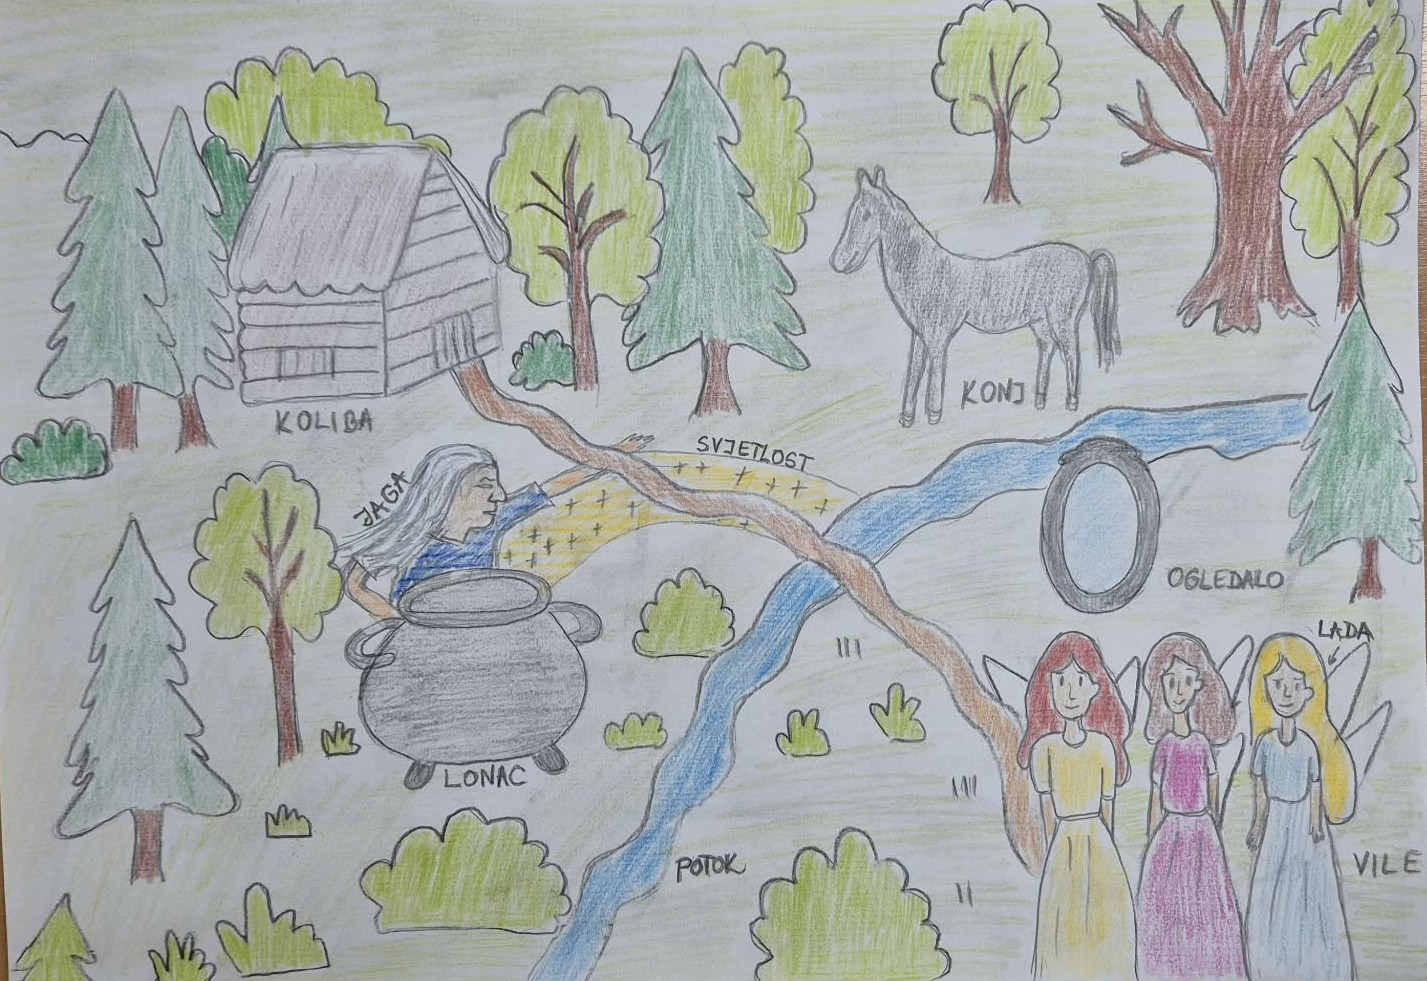 KOLIBA
KONJ
SVJETLOST
JAGA
OGLEDALO
LADA
LONAC
POTOK
VILE